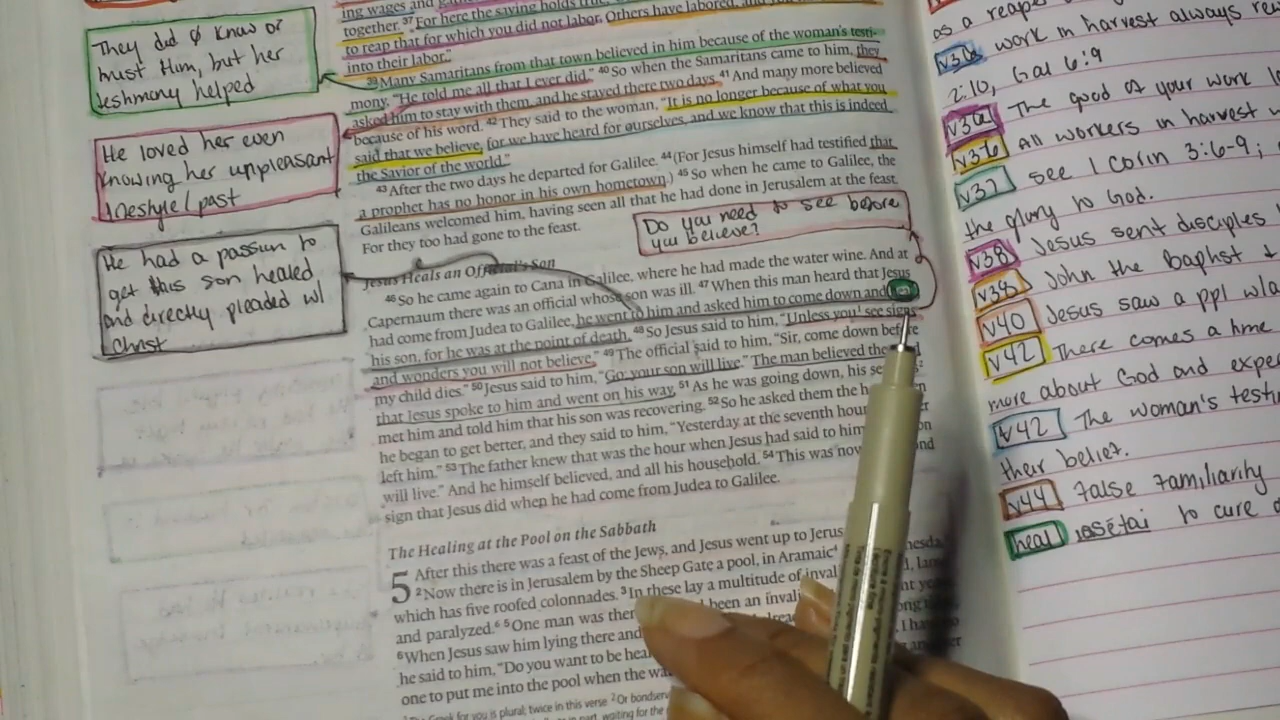 They did Ø know or
trust Him, but her
testimony helped
He loved her even
knowing her unpleasant
lifestyle/past
He had a passion to
get this son healed
and directly pleaded w/
Christ
ing wages and
together. 37 For here the saying holds true,
to reap that for which you did not labor. Others have labored, and
into their labor."
39 Many Samaritans from that town believed in him because of the woman's testi-
mony, "He told me all that I ever did." 40 So when the Samaritans came to him, they
asked him to stay with them, and he stayed there two days. 41 And many more believed
because of his word. 42 They said to the woman, "It is no longer because of what you
said that we believe, for we have heard for ourselves, and we know that this is indeed
the Savior of the world."
43 After the two days he departed for Galilee. 44 (For Jesus himself had testified that
a prophet has no honor in his own hometown.) 45 So when he came to Galilee, the
Galileans welcomed him, having seen all that he had done in Jerusalem at the feast.
For they too had gone to the feast.
Do you need to see before
you believe?
Jesus Heals an Official's Son
46 So he came again to Cana in Galilee, where he had made the water wine. And at
Capernaum there was an official whose son was ill. 47 When this man heard that Jesus
had come from Judea to Galilee, he went to him and asked him to come down and heal
his son, for he was at the point of death. 48 So Jesus said to him, "Unless you see signs
and wonders you will not believe." 49 The official said to him, "Sir, come down before
my child dies." 50 Jesus said to him, "Go; your son will live." The man believed the
that Jesus spoke to him and went on his way. 51 As he was going down, his
met him and told him that his son was recovering. 52 So he asked them the
he began to get better, and they said to him, "Yesterday at the seventh hour
left him." 53 The father knew that was the hour when Jesus had said to him,
will live." And he himself believed, and all his household. 54 This was now
sign that Jesus did when he had come from Judea to Galilee.
The Healing at the Pool on the Sabbath
5 After this there was a feast of the Jews, and Jesus went up to
2 Now there is in Jerusalem by the Sheep Gate a pool, in Aramaic
which has five roofed colonnades. 3 In these lay a multitude of
and paralyzed. 5 One man was been an
6 When Jesus saw him lying there and
he said to him, "Do you want to be
one to put me into the pool when the
as a reaper
v36 work in harvest always
2:10, Gal 6:9
The good of your work
v36 All workers in harvest
v37 see 1 Corin 3:6-9;
the glory to God.
v38 Jesus sent disciples
v38 John the Baptist +
v40 Jesus saw a ppl
v42 There comes a time
more about God and
v42 The woman's
their belief.
v44 False familiarity
heal iasētai to cure